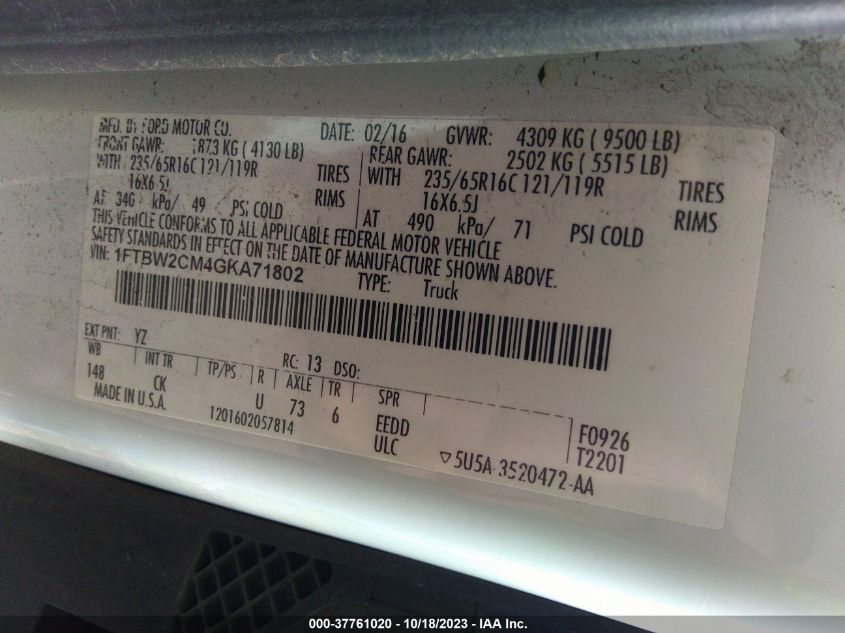 MFD. BY FORD MOTOR CO. DATE: 02/16 GVWR: 4309 KG ( 9500 LB)
FRONT GAWR: 1873 KG ( 4130 LB) REAR GAWR: 2502 KG ( 5515 LB)
WITH 235/65R16C 121/119R TIRES WITH 235/65R16C 121/119R TIRES
16X6.5J RIMS 16X6.5J RIMS
AT 340 kPa/ 49 PSI COLD AT 490 kPa/ 71 PSI COLD
THIS VEHICLE CONFORMS TO ALL APPLICABLE FEDERAL MOTOR VEHICLE
SAFETY STANDARDS IN EFFECT ON THE DATE OF MANUFACTURE SHOWN ABOVE.
VIN: 1FTBW2CM4GKA71802 TYPE: Truck
EXT PNT: YZ RC: 13 DSO:
WB INT TR TP/PS R AXLE TR SPR
148 CK U 73 6 EEDD F0926
MADE IN U.S.A. 1201602057814 ULC T2201
▽5U5A-3520472-AA
000-37761020 - 10/18/2023 - IAA Inc.